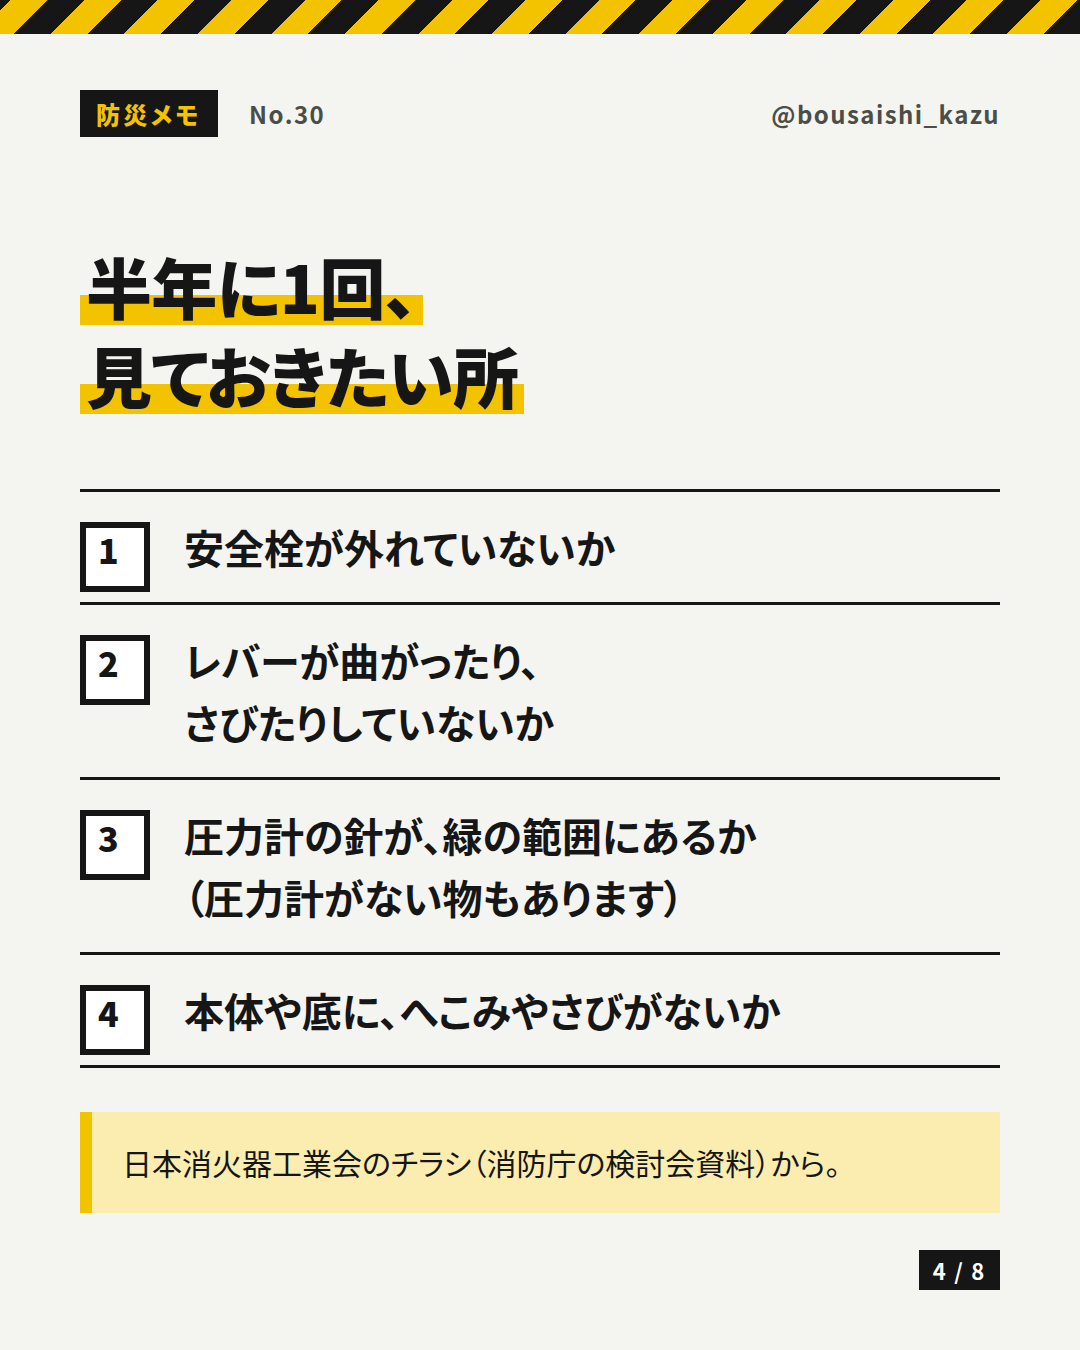 防災メモ No.30 @bousaishi_kazu
半年に1回、
見ておきたい所
1 安全栓が外れていないか
2 レバーが曲がったり、
さびたりしていないか
3 圧力計の針が、緑の範囲にあるか
（圧力計がない物もあります）
4 本体や底に、へこみやさびがないか
日本消火器工業会のチラシ（消防庁の検討会資料）から。
4 / 8